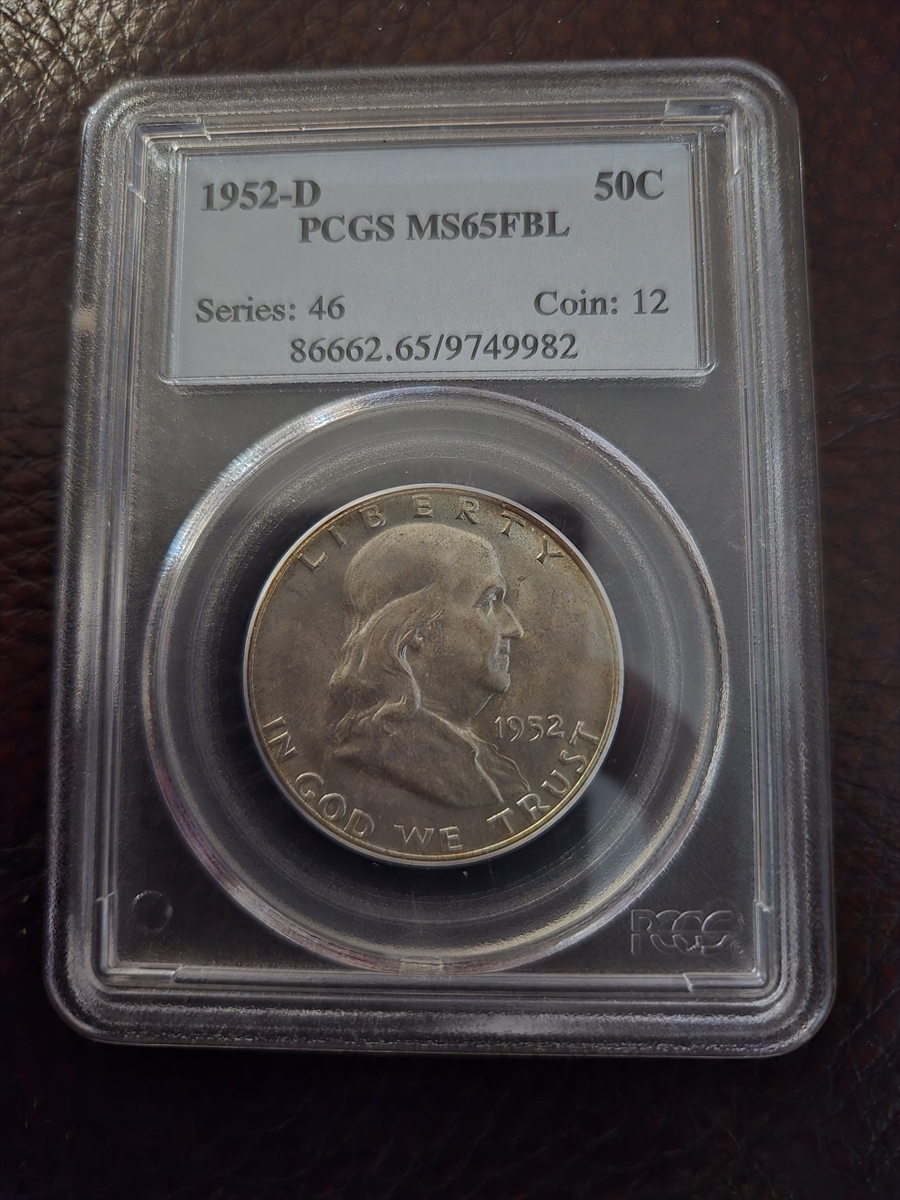 1952-D 50C
PCGS MS65FBL
Series: 46 Coin: 12
86662.65/9749982
LIBERTY
1952
IN GOD WE TRUST
PCGS